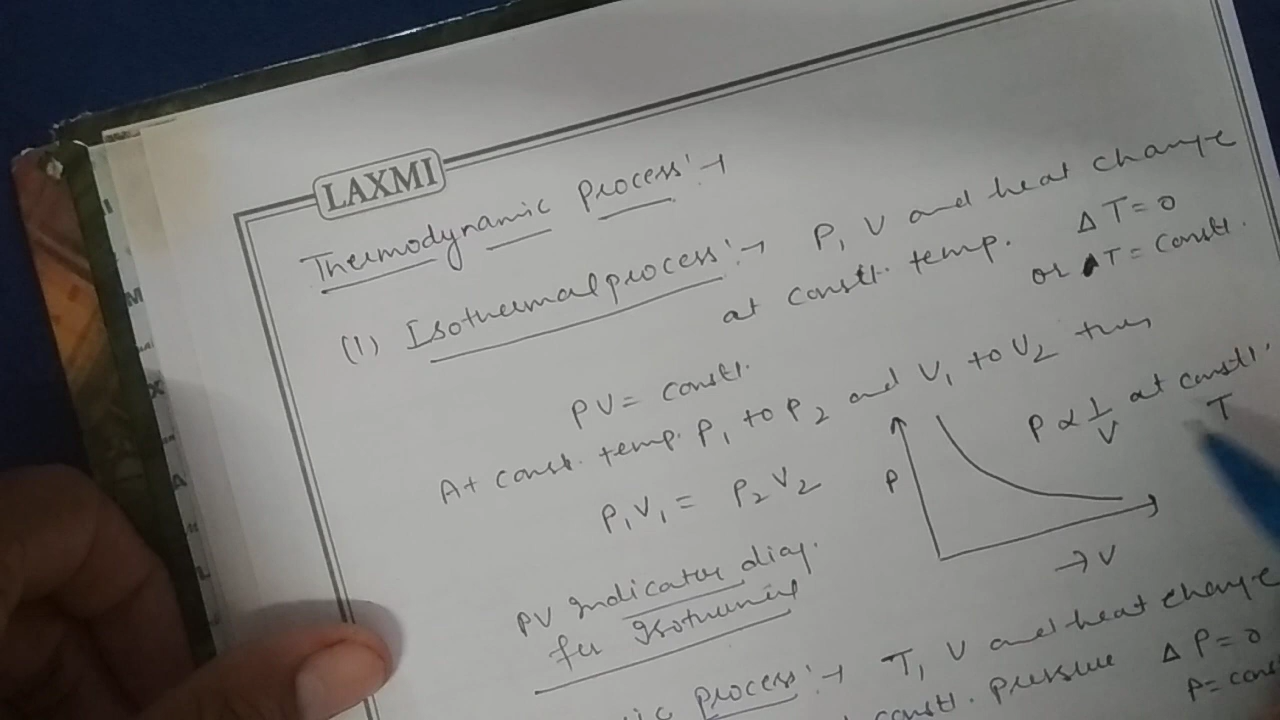 LAXMI
Thermodynamic process :→
(1) Isothermal process :→ P, V and heat change
at constt. temp. ΔT = 0
or T = constt.
PV = constt.
At const. temp. P₁ to P₂ and V₁ to V₂ then
P₁V₁ = P₂V₂
P ∝ 1/V at constt.
T
P
→ V
PV Indicator diag.
for Isothermal
process :→ T, V and heat change
constt. pressure ΔP = 0
P = cons